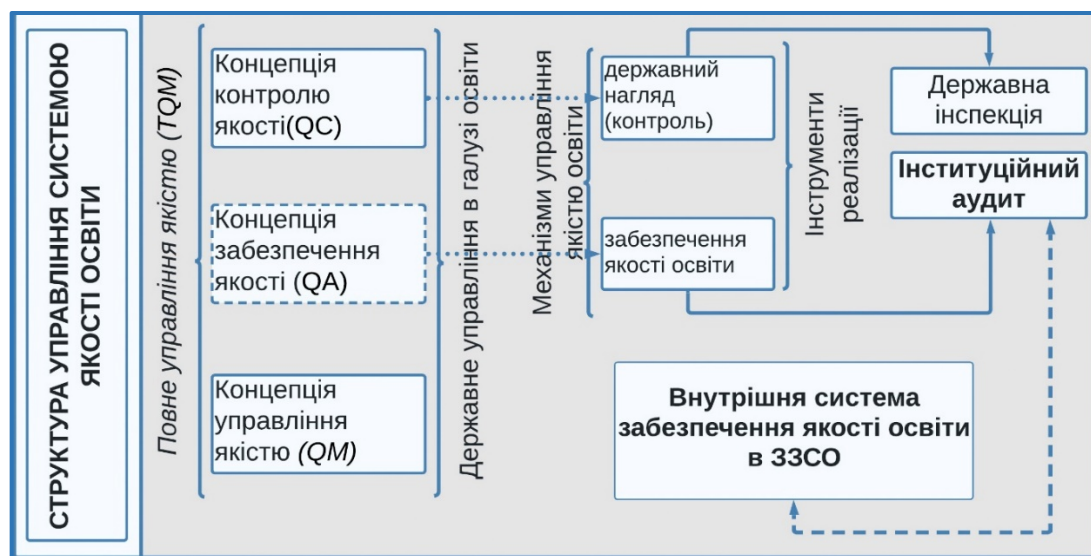 СТРУКТУРА УПРАВЛІННЯ СИСТЕМОЮ
ЯКОСТІ ОСВІТИ
Повне управління якістю (TQM)
Концепція
контролю
якості(QC)
Концепція
забезпечення
якості (QA)
Концепція
управління
якістю (QM)
Державне управління в галузі освіти
Механізми управління
якістю освіти
державний
нагляд
(контроль)
забезпечення
якості освіти
Інструменти
реалізації
Державна
інспекція
Інституційний
аудит
Внутрішня система
забезпечення якості освіти
в ЗЗСО